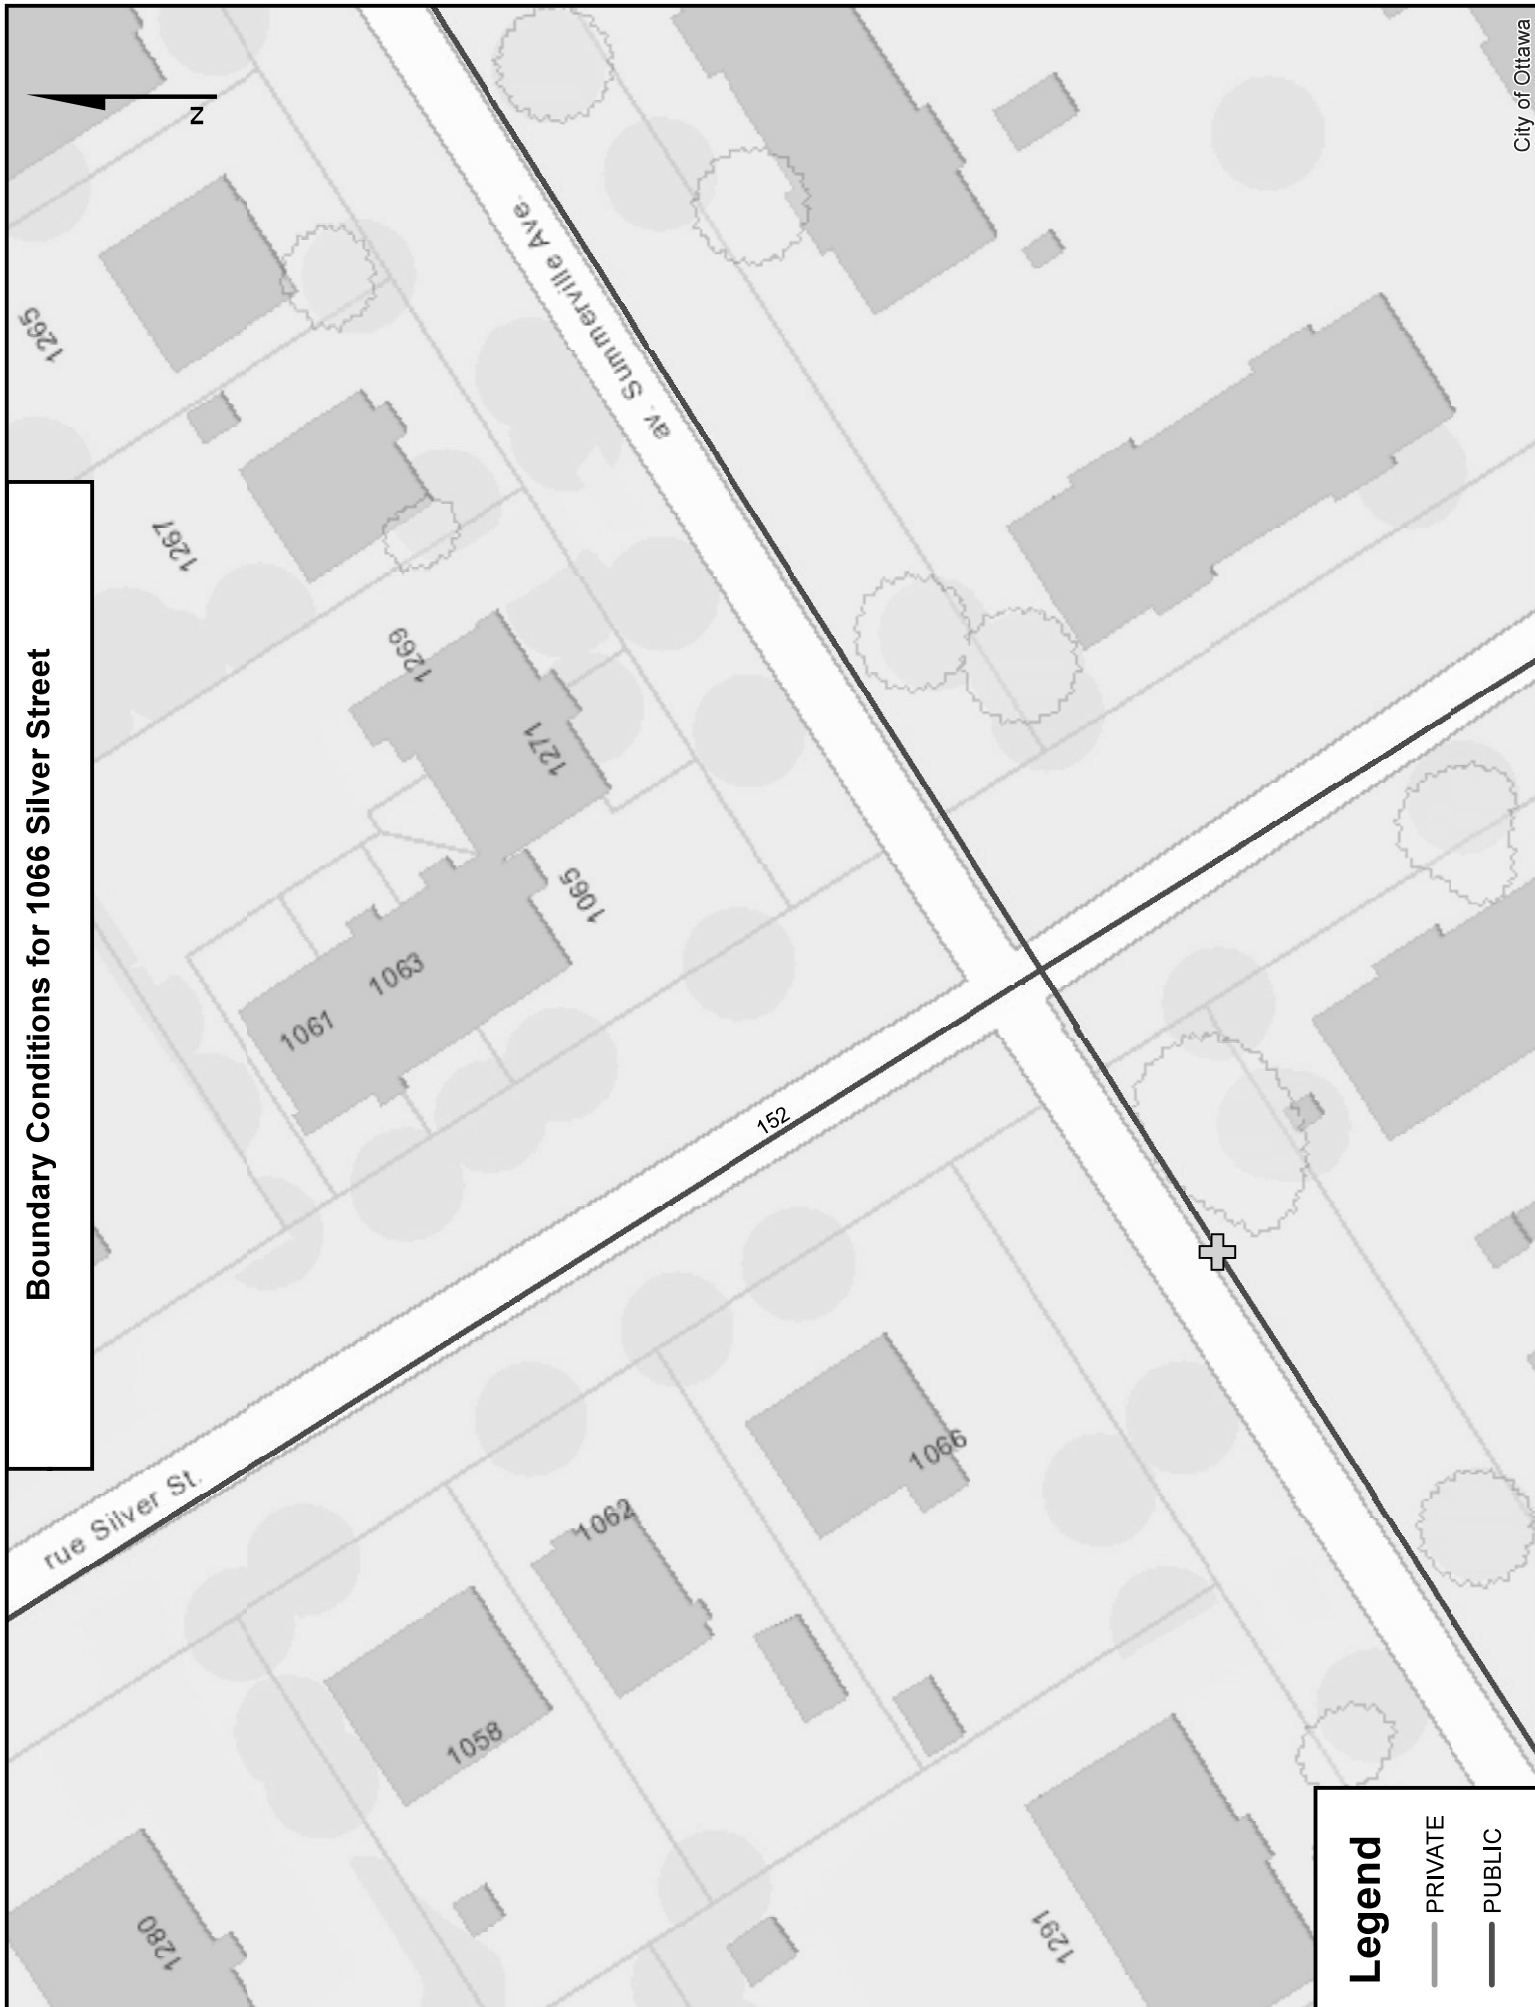 Boundary Conditions for 1066 Silver Street
N
1265
1267
1269
1271
1065
1063
1061
av. Summerville Ave.
152
rue Silver St.
1066
1062
1058
1280
1291
Legend
PRIVATE
PUBLIC
City of Ottawa